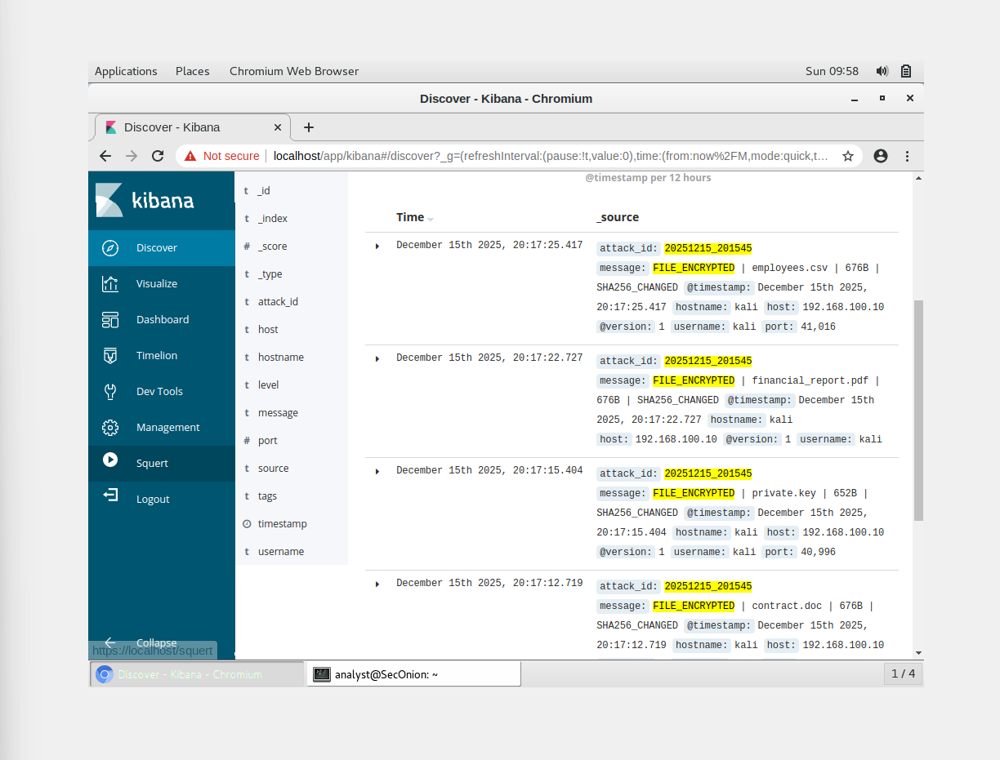 Applications Places Chromium Web Browser Sun 09:58
Discover - Kibana - Chromium
Discover - Kibana
Not secure localhost/app/kibana#/discover?_g=(refreshInterval:(pause:!t,value:0),time:(from:now%2FM,mode:quick,t…
kibana
Discover
Visualize
Dashboard
Timelion
Dev Tools
Management
Squert
Logout
Collapse
https://localhost/squert
t _id
t _index
# _score
t _type
t attack_id
t host
t hostname
t level
t message
# port
t source
t tags
timestamp
t username
@timestamp per 12 hours
Time _source
December 15th 2025, 20:17:25.417
attack_id: 20251215_201545
message: FILE_ENCRYPTED | employees.csv | 676B |
SHA256_CHANGED @timestamp: December 15th 2025,
20:17:25.417 hostname: kali host: 192.168.100.10
@version: 1 username: kali port: 41,016
December 15th 2025, 20:17:22.727
attack_id: 20251215_201545
message: FILE_ENCRYPTED | financial_report.pdf |
676B | SHA256_CHANGED @timestamp: December 15th
2025, 20:17:22.727 hostname: kali
host: 192.168.100.10 @version: 1 username: kali
December 15th 2025, 20:17:15.404
attack_id: 20251215_201545
message: FILE_ENCRYPTED | private.key | 652B |
SHA256_CHANGED @timestamp: December 15th 2025,
20:17:15.404 hostname: kali host: 192.168.100.10
@version: 1 username: kali port: 40,996
December 15th 2025, 20:17:12.719
attack_id: 20251215_201545
message: FILE_ENCRYPTED | contract.doc | 676B |
SHA256_CHANGED @timestamp: December 15th 2025,
20:17:12.719 hostname: kali host: 192.168.100.10
Discover - Kibana - Chromium
analyst@SecOnion: ~
1 / 4